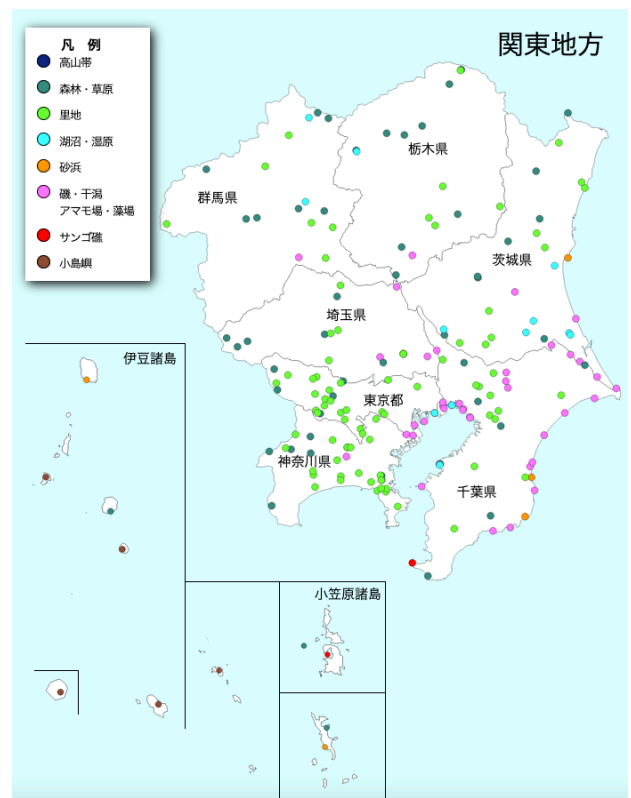 関東地方
凡 例
高山帯
森林・草原
里地
湖沼・湿原
砂浜
磯・干潟
アマモ場・藻場
サンゴ礁
小島嶼
栃木県
群馬県
茨城県
埼玉県
伊豆諸島
東京都
神奈川県
千葉県
小笠原諸島